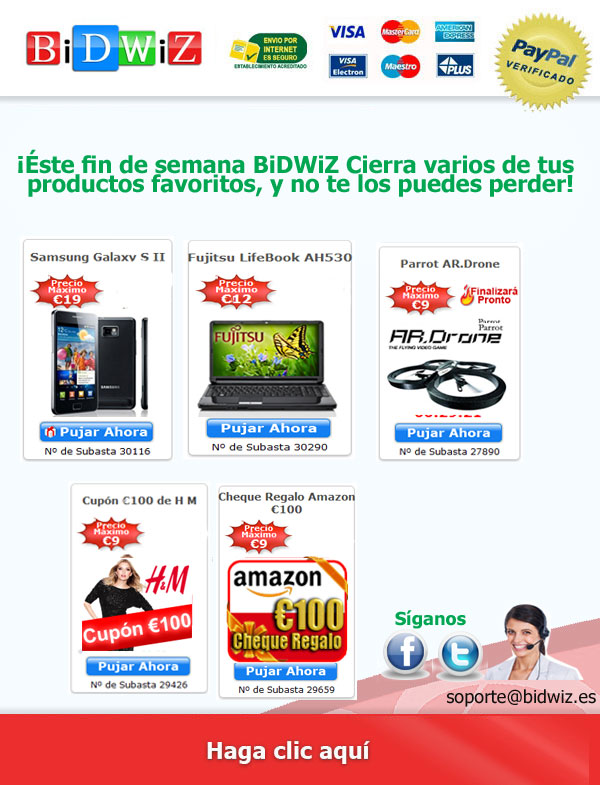 BiDWiZ
ENVIO POR
INTERNET
ES SEGURO
ESTABLECIMIENTO ACREDITADO
VISA
MasterCard
AMERICAN
EXPRESS
VISA
Electron
Maestro
PLUS
PayPal
VERIFICADO
¡Éste fin de semana BiDWiZ Cierra varios de tus
productos favoritos, y no te los puedes perder!
Samsung Galaxy S II
Precio
Máximo
€19
SAMSUNG
Pujar Ahora
Nº de Subasta 30116
Fujitsu LifeBook AH530
Precio
Máximo
€12
FUJITSU
Pujar Ahora
Nº de Subasta 30290
Parrot AR.Drone
Precio
Máximo
€9
¡Finalizará
Pronto
Parrot
Parrot
AR.Drone
THE FLYING VIDEO GAME
Pujar Ahora
Nº de Subasta 27890
Cupón €100 de H M
Precio
Máximo
€9
H&M
Cupón €100
Pujar Ahora
Nº de Subasta 29426
Cheque Regalo Amazon
€100
Precio
Máximo
€9
amazon
€100
Cheque Regalo
Pujar Ahora
Nº de Subasta 29659
Síganos
f
t
soporte@bidwiz.es
Haga clic aquí